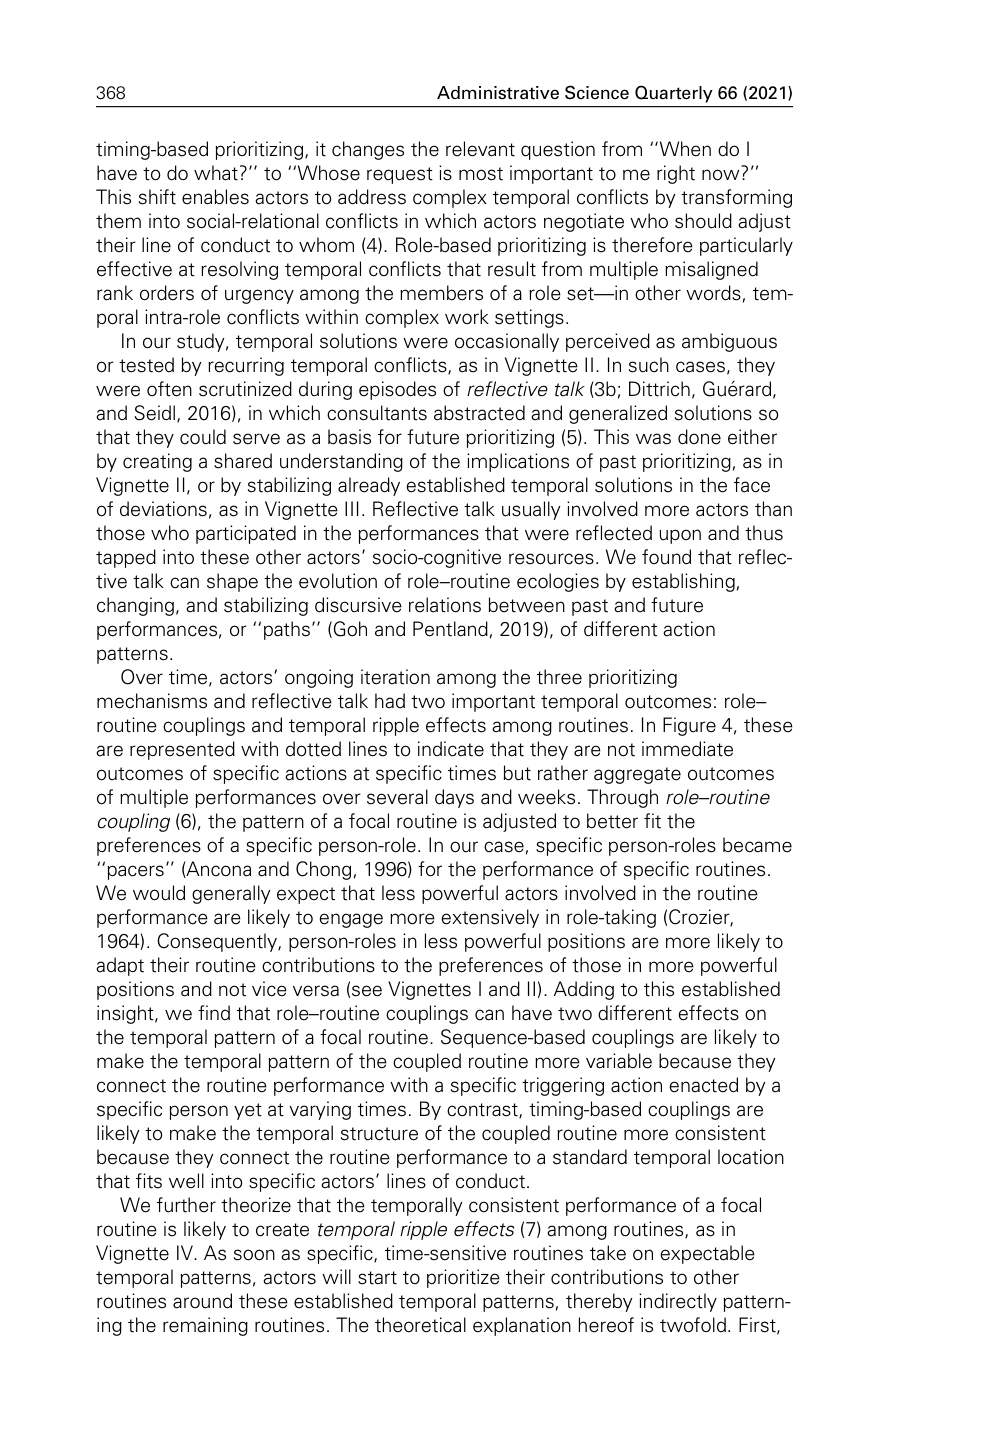 368
Administrative Science Quarterly 66 (2021)
timing-based prioritizing, it changes the relevant question from ‘‘When do I
have to do what?’’ to ‘‘Whose request is most important to me right now?’’
This shift enables actors to address complex temporal conflicts by transforming
them into social-relational conflicts in which actors negotiate who should adjust
their line of conduct to whom (4). Role-based prioritizing is therefore particularly
effective at resolving temporal conflicts that result from multiple misaligned
rank orders of urgency among the members of a role set—in other words, tem-
poral intra-role conflicts within complex work settings.
In our study, temporal solutions were occasionally perceived as ambiguous
or tested by recurring temporal conflicts, as in Vignette II. In such cases, they
were often scrutinized during episodes of reflective talk (3b; Dittrich, Guérard,
and Seidl, 2016), in which consultants abstracted and generalized solutions so
that they could serve as a basis for future prioritizing (5). This was done either
by creating a shared understanding of the implications of past prioritizing, as in
Vignette II, or by stabilizing already established temporal solutions in the face
of deviations, as in Vignette III. Reflective talk usually involved more actors than
those who participated in the performances that were reflected upon and thus
tapped into these other actors’ socio-cognitive resources. We found that reflec-
tive talk can shape the evolution of role–routine ecologies by establishing,
changing, and stabilizing discursive relations between past and future
performances, or ‘‘paths’’ (Goh and Pentland, 2019), of different action
patterns.
Over time, actors’ ongoing iteration among the three prioritizing
mechanisms and reflective talk had two important temporal outcomes: role–
routine couplings and temporal ripple effects among routines. In Figure 4, these
are represented with dotted lines to indicate that they are not immediate
outcomes of specific actions at specific times but rather aggregate outcomes
of multiple performances over several days and weeks. Through role–routine
coupling (6), the pattern of a focal routine is adjusted to better fit the
preferences of a specific person-role. In our case, specific person-roles became
‘‘pacers’’ (Ancona and Chong, 1996) for the performance of specific routines.
We would generally expect that less powerful actors involved in the routine
performance are likely to engage more extensively in role-taking (Crozier,
1964). Consequently, person-roles in less powerful positions are more likely to
adapt their routine contributions to the preferences of those in more powerful
positions and not vice versa (see Vignettes I and II). Adding to this established
insight, we find that role–routine couplings can have two different effects on
the temporal pattern of a focal routine. Sequence-based couplings are likely to
make the temporal pattern of the coupled routine more variable because they
connect the routine performance with a specific triggering action enacted by a
specific person yet at varying times. By contrast, timing-based couplings are
likely to make the temporal structure of the coupled routine more consistent
because they connect the routine performance to a standard temporal location
that fits well into specific actors’ lines of conduct.
We further theorize that the temporally consistent performance of a focal
routine is likely to create temporal ripple effects (7) among routines, as in
Vignette IV. As soon as specific, time-sensitive routines take on expectable
temporal patterns, actors will start to prioritize their contributions to other
routines around these established temporal patterns, thereby indirectly pattern-
ing the remaining routines. The theoretical explanation hereof is twofold. First,